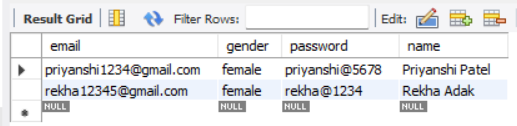 Result Grid Filter Rows: Edit:
email gender password name
priyanshi1234@gmail.com female priyanshi@5678 Priyanshi Patel
rekha12345@gmail.com female rekha@1234 Rekha Adak
NULL NULL NULL NULL